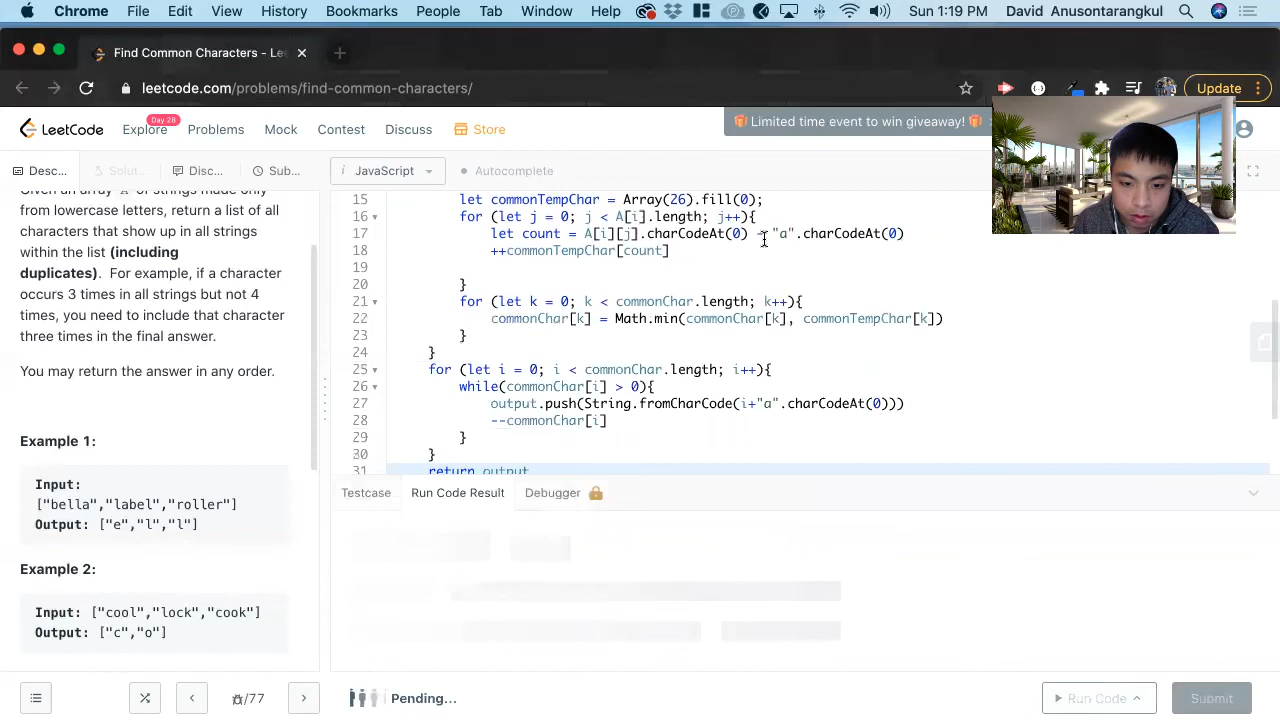 Chrome File Edit View History Bookmarks People Tab Window Help Sun 1:19 PM David Anusontarangkul
Find Common Characters - Le
leetcode.com/problems/find-common-characters/ Update
LeetCode Explore Day 28 Problems Mock Contest Discuss Store Limited time event to win giveaway!
Desc... Solut... Disc... Sub... i JavaScript Autocomplete
Given an array A of strings made only
from lowercase letters, return a list of all
characters that show up in all strings
within the list (including
duplicates). For example, if a character
occurs 3 times in all strings but not 4
times, you need to include that character
three times in the final answer.
You may return the answer in any order.
Example 1:
Input:
["bella","label","roller"]
Output: ["e","l","l"]
Example 2:
Input: ["cool","lock","cook"]
Output: ["c","o"]
15 let commonTempChar = Array(26).fill(0);
16 for (let j = 0; j < A[i].length; j++){
17 let count = A[i][j].charCodeAt(0) - "a".charCodeAt(0)
18 ++commonTempChar[count]
19
20 }
21 for (let k = 0; k < commonChar.length; k++){
22 commonChar[k] = Math.min(commonChar[k], commonTempChar[k])
23 }
24 }
25 for (let i = 0; i < commonChar.length; i++){
26 while(commonChar[i] > 0){
27 output.push(String.fromCharCode(i+"a".charCodeAt(0)))
28 --commonChar[i]
29 }
30 }
31 return output
Testcase Run Code Result Debugger
/77 Pending... Run Code Submit